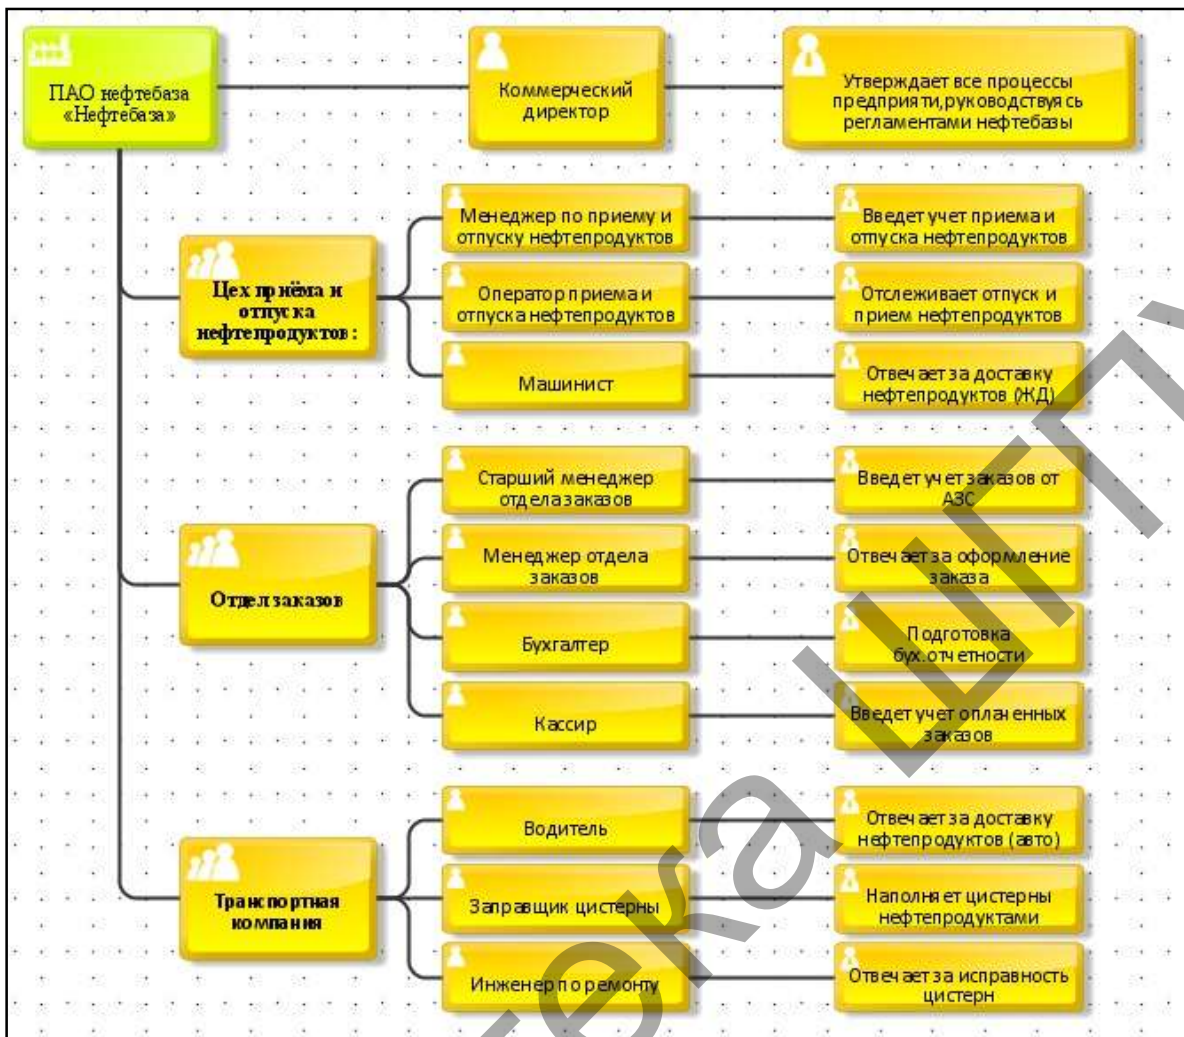 ПАО нефтебаза
«Нефтебаза»
Коммерческий
директор
Утверждает все процессы
предприяти,руководствуясь
регламентами нефтебазы
Цех приёма и
отпуска
нефтепродуктов:
Менеджер по приему и
отпуску нефтепродуктов
Введет учет приема и
отпуска нефтепродуктов
Оператор приема и
отпуска нефтепродуктов
Отслеживает отпуск и
прием нефтепродуктов
Машинист
Отвечает за доставку
нефтепродуктов (ЖД)
Отдел заказов
Старший менеджер
отдела заказов
Введет учет заказов от
АЗС
Менеджер отдела
заказов
Отвечает за оформление
заказа
Бухгалтер
Подготовка
бух.отчетности
Кассир
Введет учет оплаченных
заказов
Транспортная
компания
Водитель
Отвечает за доставку
нефтепродуктов (авто)
Заправщик цистерны
Наполняет цистерны
нефтепродуктами
Инженер по ремонту
Отвечает за исправность
цистерн